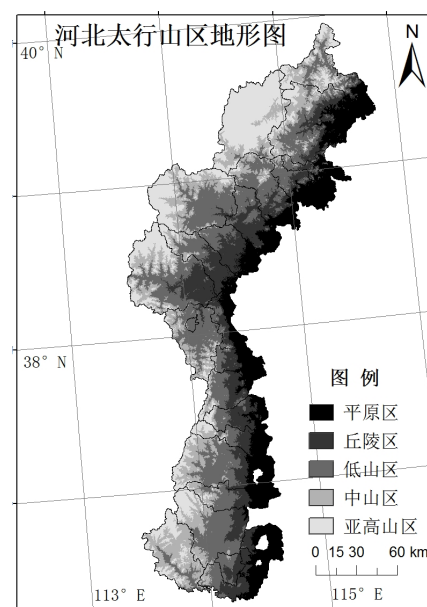 河北太行山区地形图
N
40° N
38° N
图 例
平原区
丘陵区
低山区
中山区
亚高山区
0 15 30 60 km
113° E
115° E